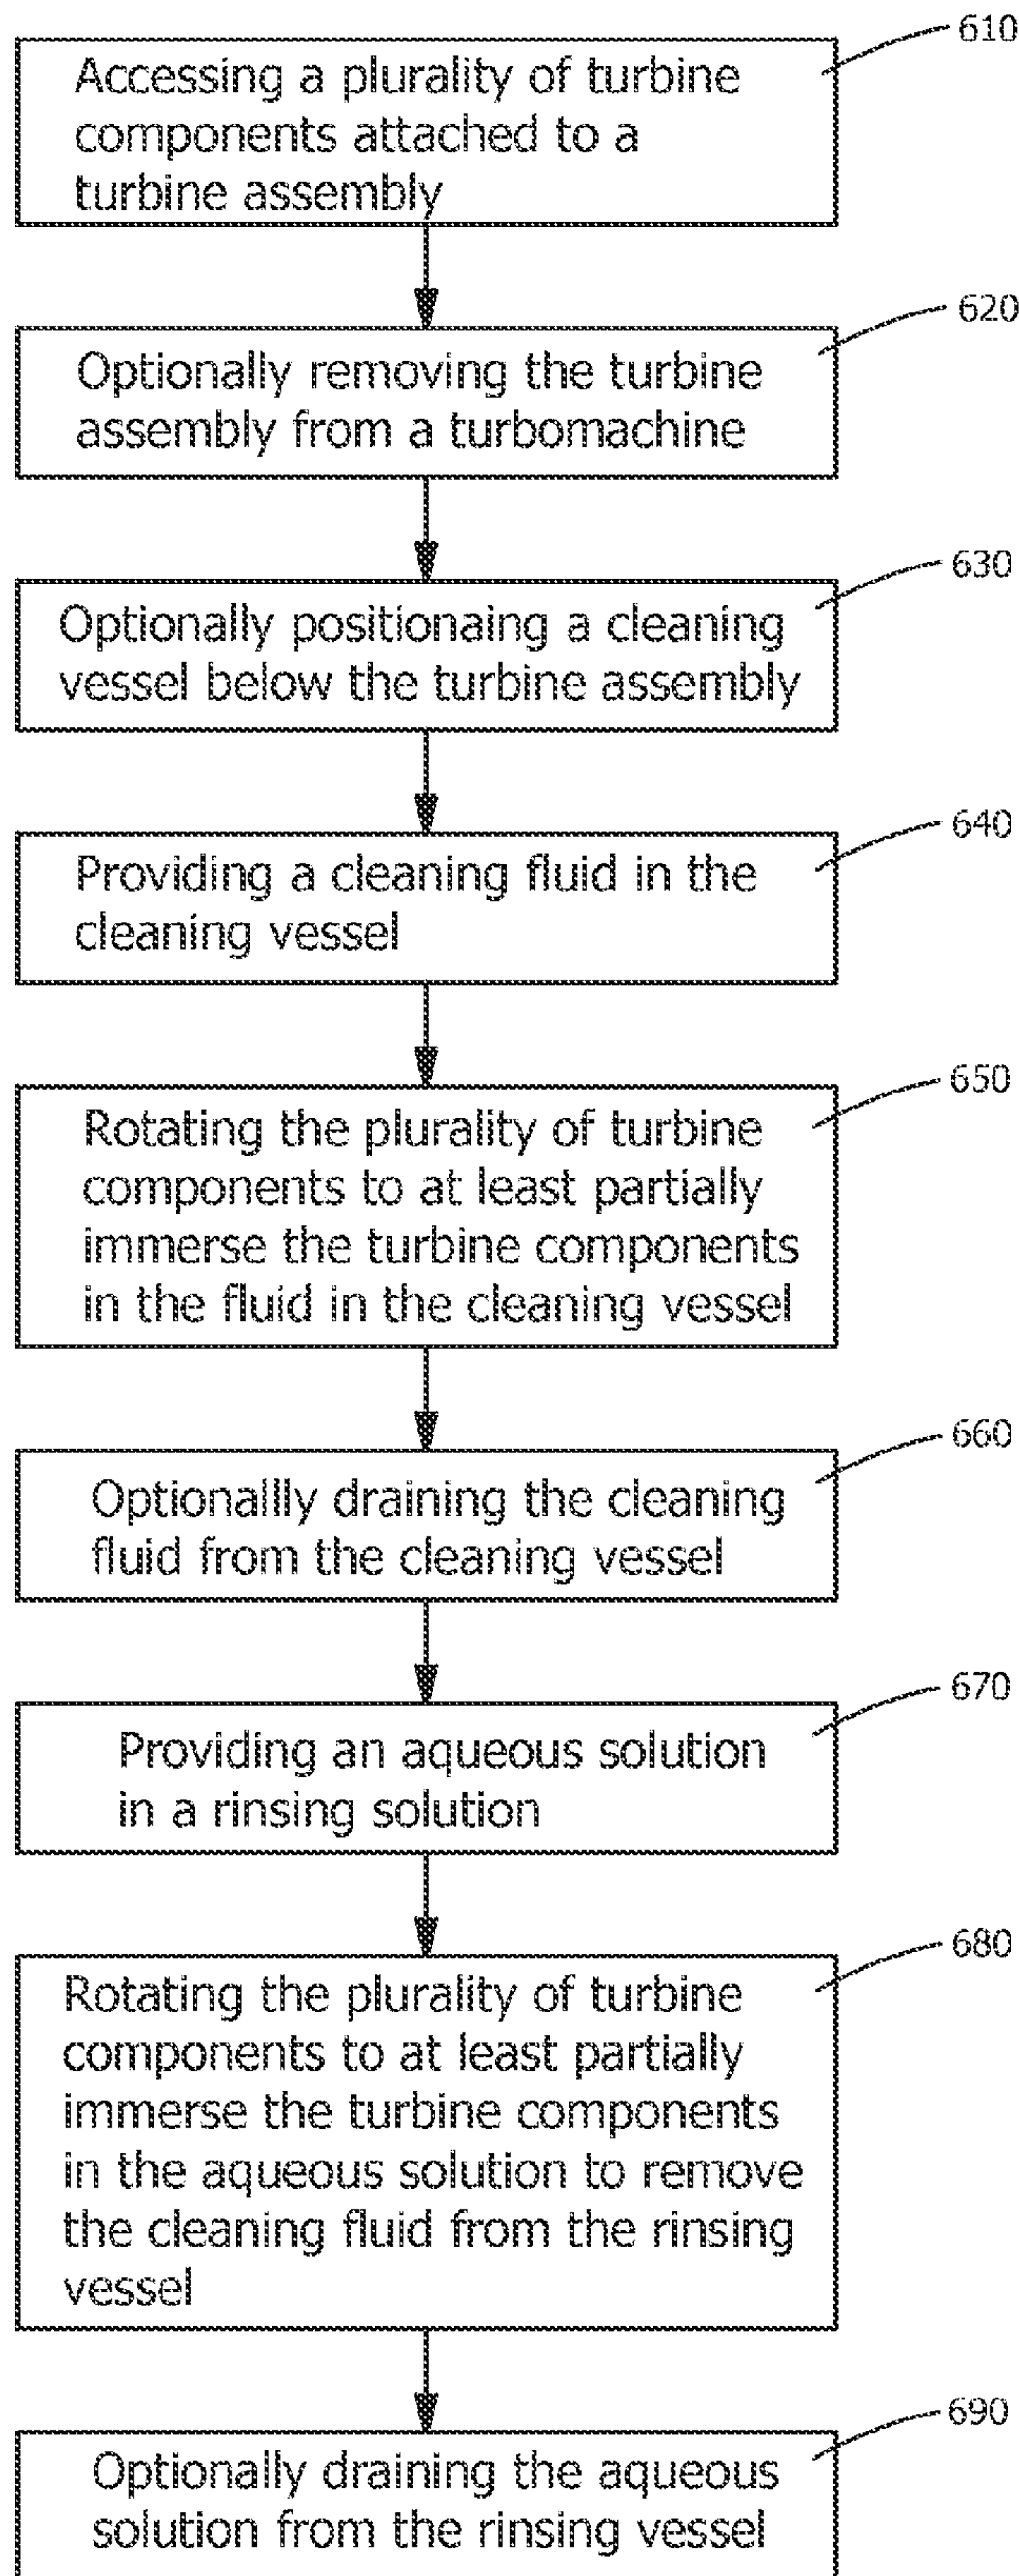 610
Accessing a plurality of turbine
components attached to a
turbine assembly
620
Optionally removing the turbine
assembly from a turbomachine
630
Optionally positionaing a cleaning
vessel below the turbine assembly
640
Providing a cleaning fluid in the
cleaning vessel
650
Rotating the plurality of turbine
components to at least partially
immerse the turbine components
in the fluid in the cleaning vessel
660
Optionallly draining the cleaning
fluid from the cleaning vessel
670
Providing an aqueous solution
in a rinsing solution
680
Rotating the plurality of turbine
components to at least partially
immerse the turbine components
in the aqueous solution to remove
the cleaning fluid from the rinsing
vessel
690
Optionally draining the aqueous
solution from the rinsing vessel